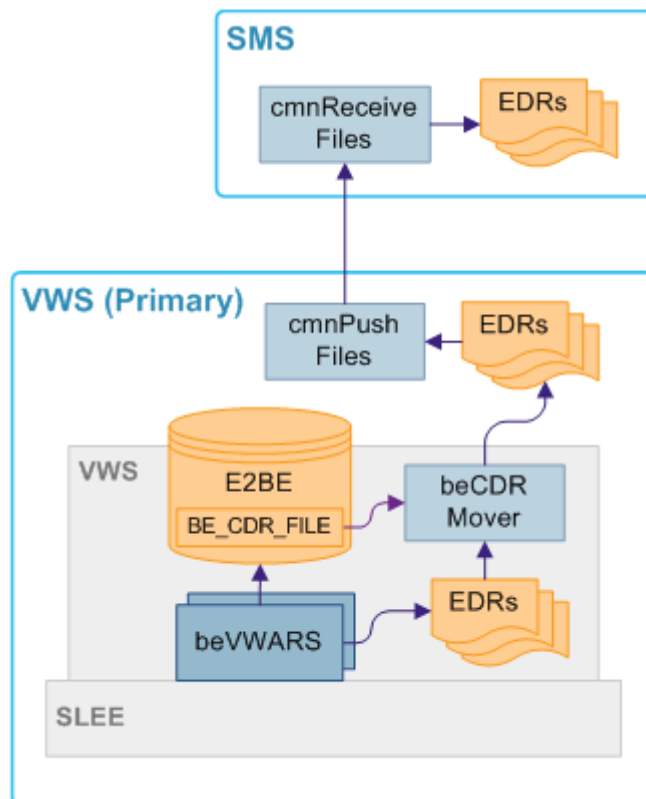 SMS
cmnReceive
Files
EDRs
VWS (Primary)
cmnPush
Files
EDRs
VWS
E2BE
BE_CDR_FILE
beCDR
Mover
beVWARS
EDRs
SLEE